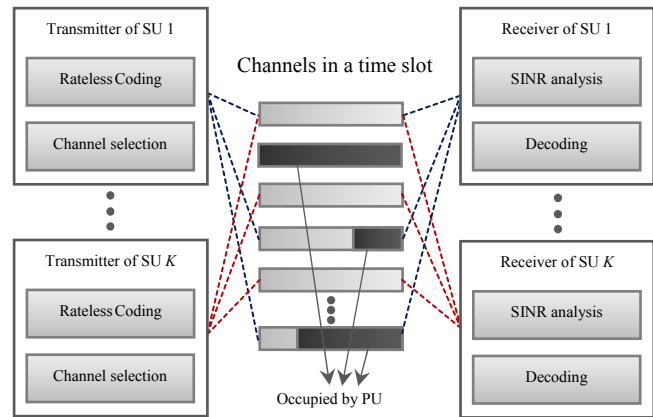 Transmitter of SU 1
Rateless Coding
Channel selection
Channels in a time slot
Receiver of SU 1
SINR analysis
Decoding
Transmitter of SU K
Rateless Coding
Channel selection
Receiver of SU K
SINR analysis
Decoding
Occupied by PU